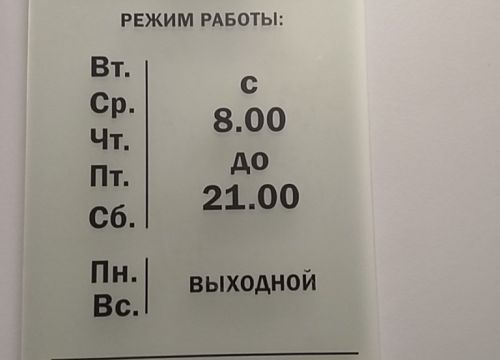 РЕЖИМ РАБОТЫ:
Вт.
Ср.
Чт.
Пт.
Сб.
с
8.00
до
21.00
Пн.
Вс.
ВЫХОДНОЙ